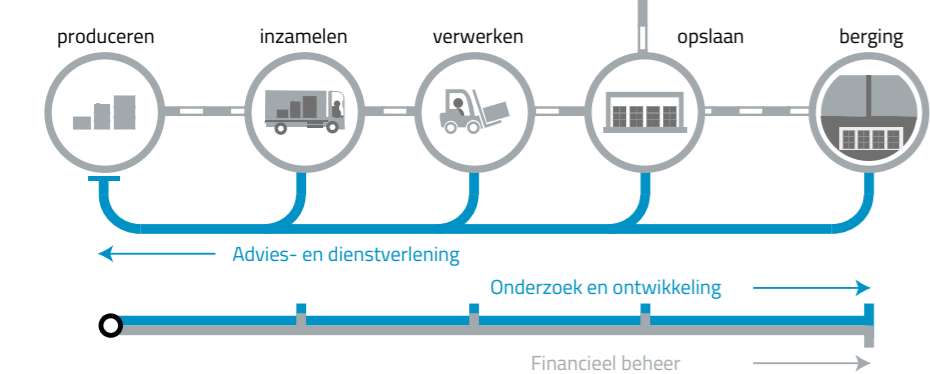 produceren
inzamelen
verwerken
opslaan
berging
Advies- en dienstverlening
Onderzoek en ontwikkeling
Financieel beheer